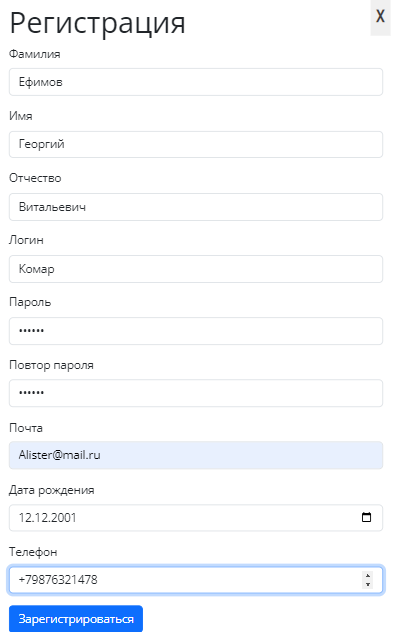 Регистрация
X
Фамилия
Ефимов
Имя
Георгий
Отчество
Витальевич
Логин
Комар
Пароль
••••••
Повтор пароля
••••••
Почта
Alister@mail.ru
Дата рождения
12.12.2001
Телефон
+79876321478
Зарегистрироваться